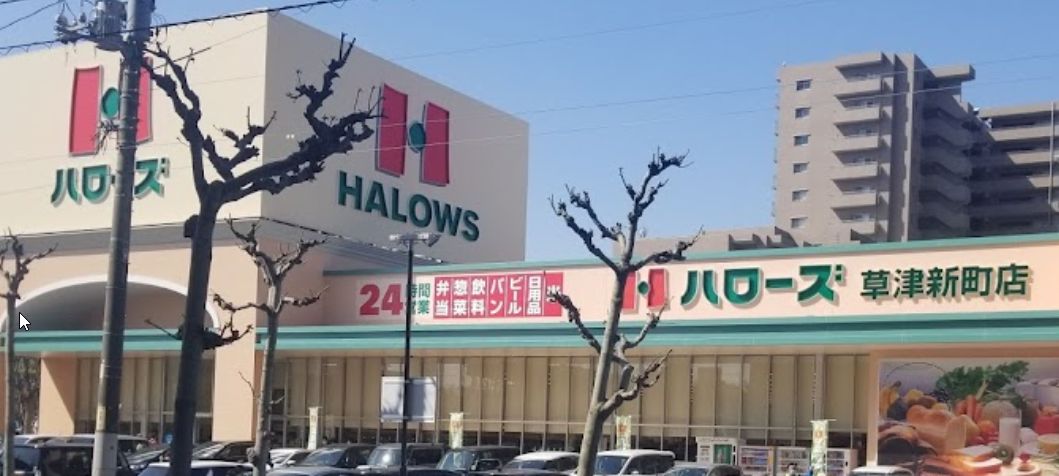 ハローズ
HALOWS
24時間営業
弁当
惣菜
飲料
パン
ビール
日用品
ハローズ 草津新町店